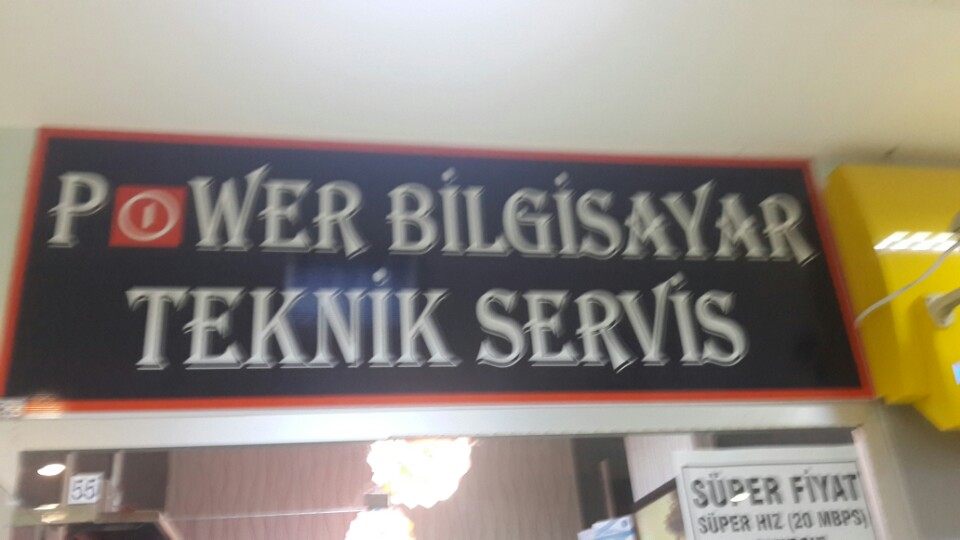 POWER BİLGİSAYAR
TEKNİK SERVİS
55
SÜPER FİYAT
SÜPER HIZ (20 MBPS)